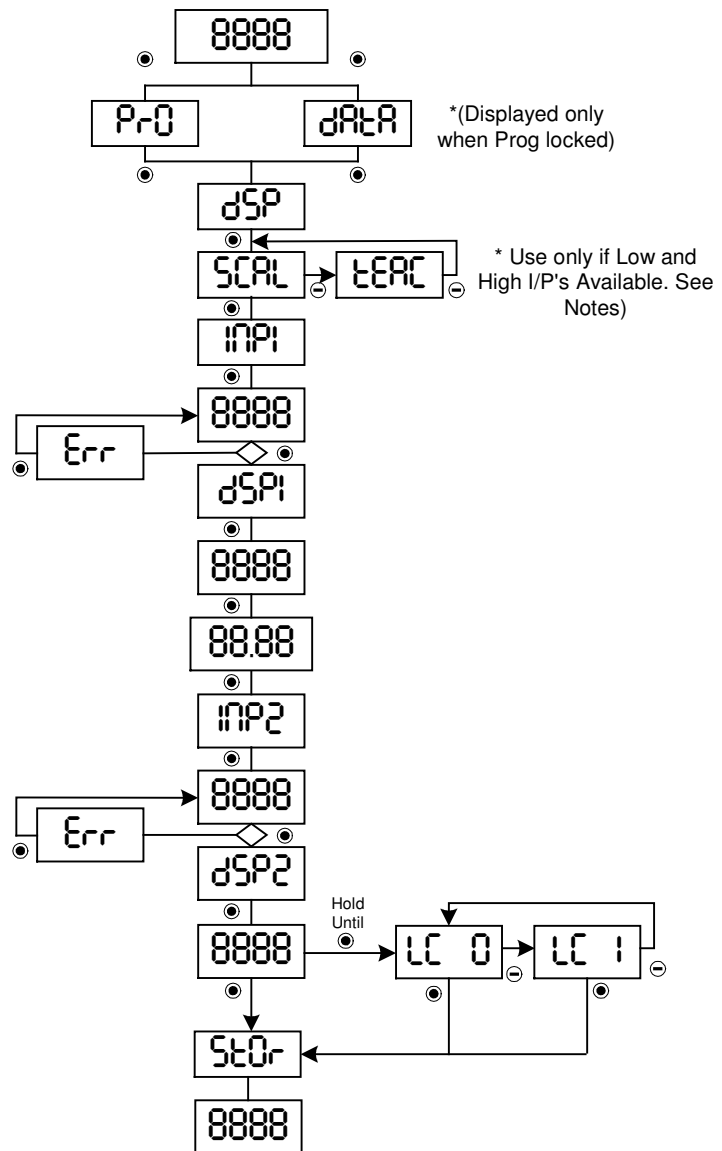 8888
PrO
dAtA
*(Displayed only
when Prog locked)
dSP
SCAL
tEAC
* Use only if Low and
High I/P's Available. See
Notes)
INP1
8888
Err
dSP1
8888
88.88
INP2
8888
Err
dSP2
Hold
Until
8888
LC 0
LC 1
StOr
8888